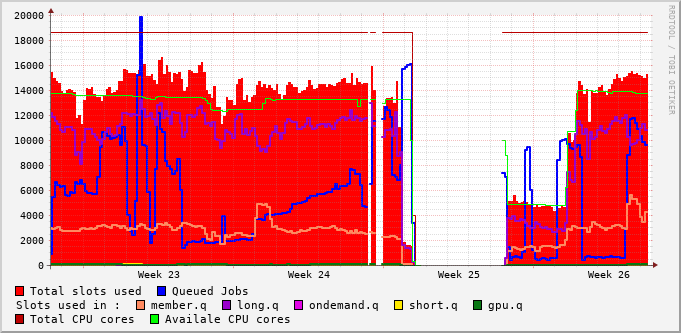 RRDTOOL / TOBI OETIKER
20000
18000
16000
14000
12000
10000
8000
6000
4000
2000
0
Week 23 Week 24 Week 25 Week 26
Total slots used Queued Jobs
Slots used in : member.q long.q ondemand.q short.q gpu.q
Total CPU cores Availale CPU cores